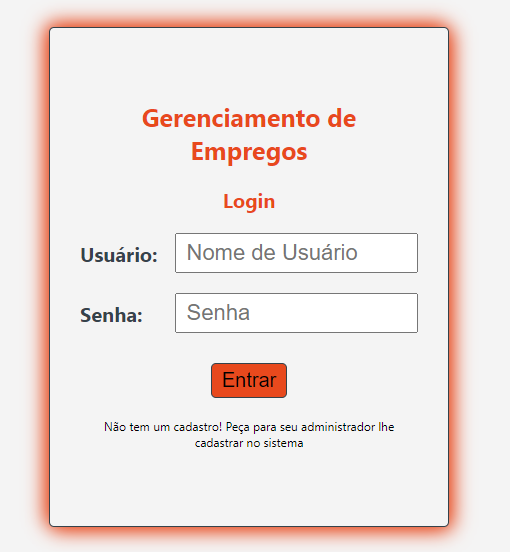 Gerenciamento de
Empregos
Login
Usuário: Nome de Usuário
Senha: Senha
Entrar
Não tem um cadastro! Peça para seu administrador lhe
cadastrar no sistema